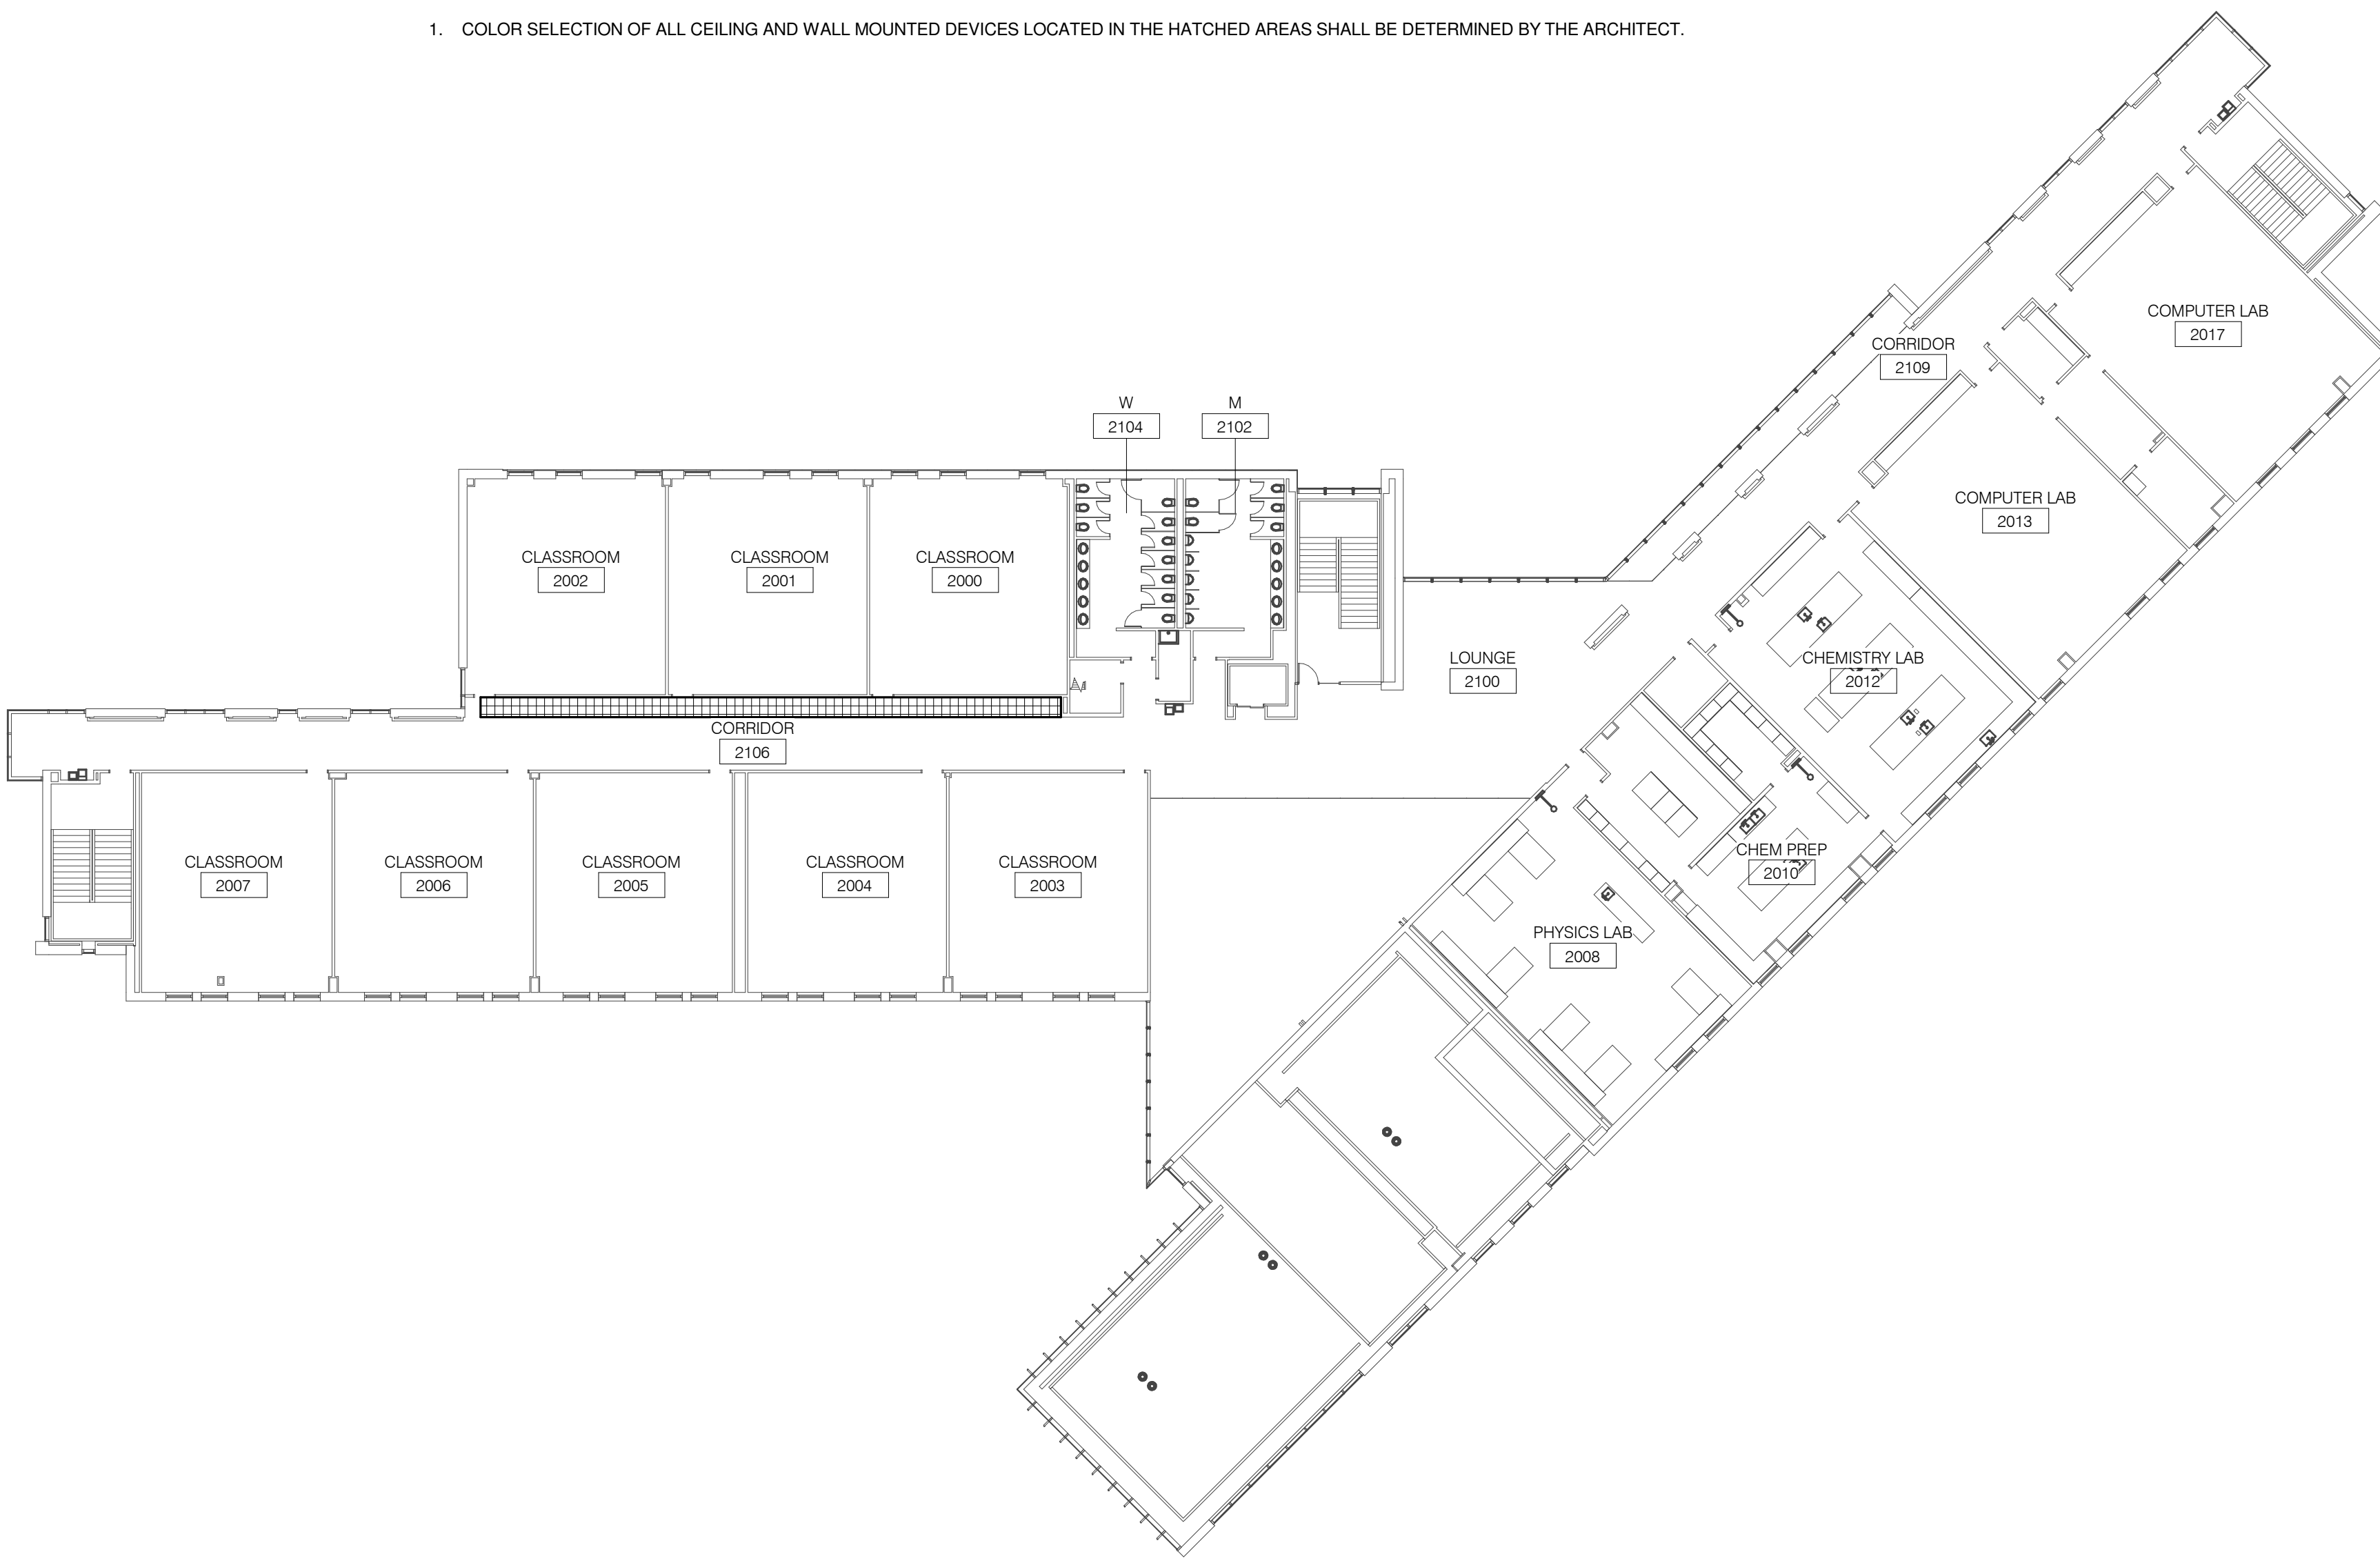 1. COLOR SELECTION OF ALL CEILING AND WALL MOUNTED DEVICES LOCATED IN THE HATCHED AREAS SHALL BE DETERMINED BY THE ARCHITECT.
COMPUTER LAB
2017
CORRIDOR
2109
W
2104
M
2102
COMPUTER LAB
2013
CLASSROOM
2002
CLASSROOM
2001
CLASSROOM
2000
LOUNGE
2100
CHEMISTRY LAB
2012
CORRIDOR
2106
CHEM PREP
2010
CLASSROOM
2007
CLASSROOM
2006
CLASSROOM
2005
CLASSROOM
2004
CLASSROOM
2003
PHYSICS LAB
2008